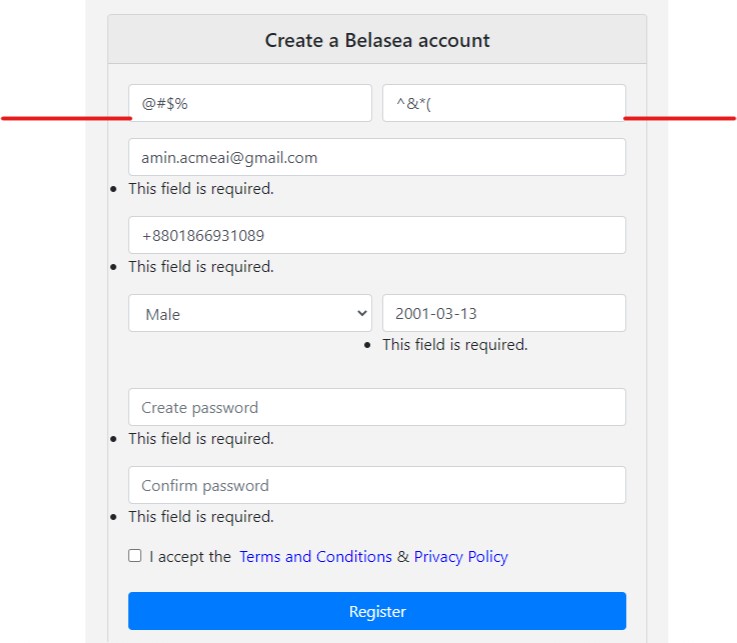 Create a Belasea account
@#$% ^&*(
amin.acmeai@gmail.com
• This field is required.
+8801866931089
• This field is required.
Male 2001-03-13
• This field is required.
Create password
• This field is required.
Confirm password
• This field is required.
I accept the Terms and Conditions & Privacy Policy
Register